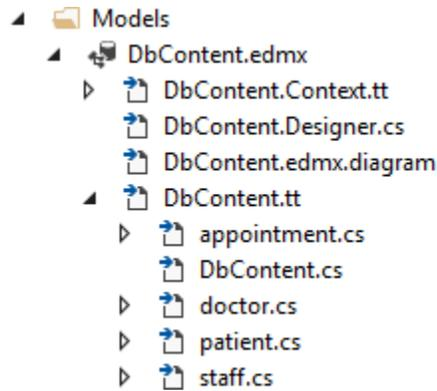 Models
DbContent.edmx
DbContent.Context.tt
DbContent.Designer.cs
DbContent.edmx.diagram
DbContent.tt
appointment.cs
DbContent.cs
doctor.cs
patient.cs
staff.cs